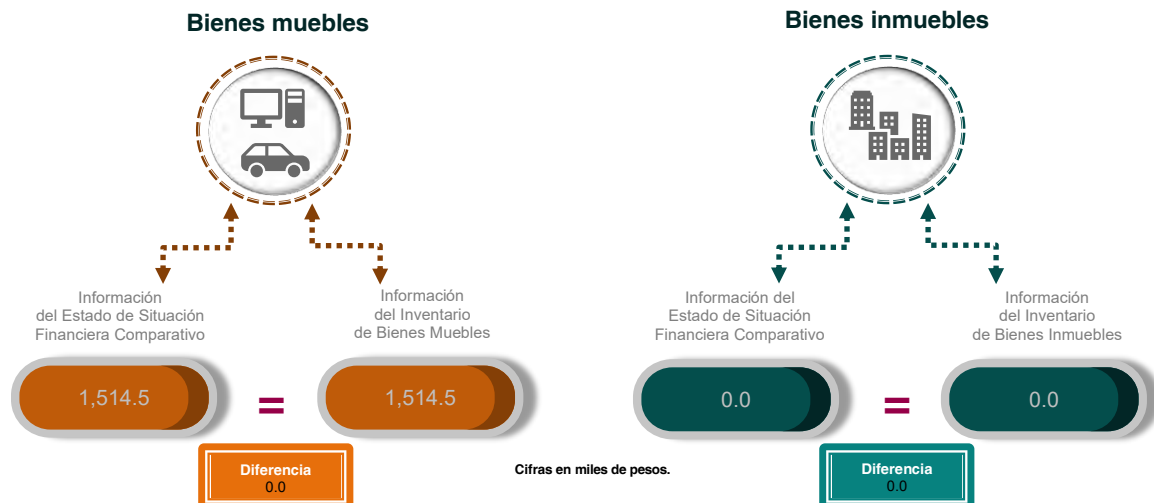 Bienes muebles
Información
del Estado de Situación
Financiera Comparativo
Información
del Inventario
de Bienes Muebles
1,514.5
=
1,514.5
Diferencia
0.0
Cifras en miles de pesos.
Bienes inmuebles
Información del
Estado de Situación
Financiera Comparativo
Información
del Inventario
de Bienes Inmuebles
0.0
=
0.0
Diferencia
0.0